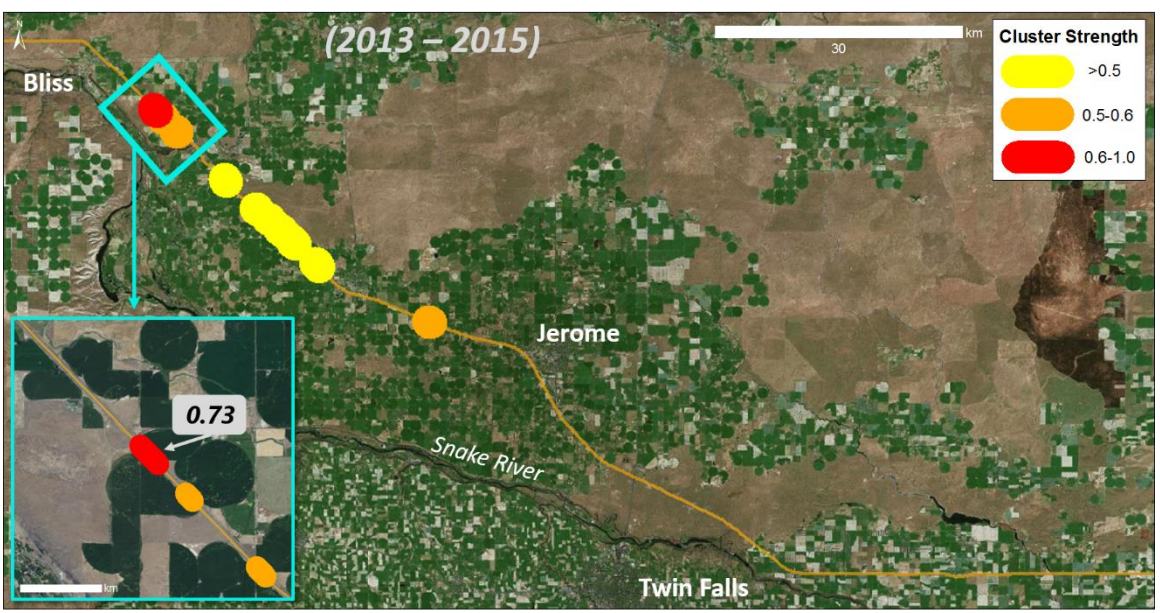 N
(2013 – 2015)
km
30
Cluster Strength
>0.5
0.5-0.6
0.6-1.0
Bliss
Jerome
0.73
Snake River
km
Twin Falls